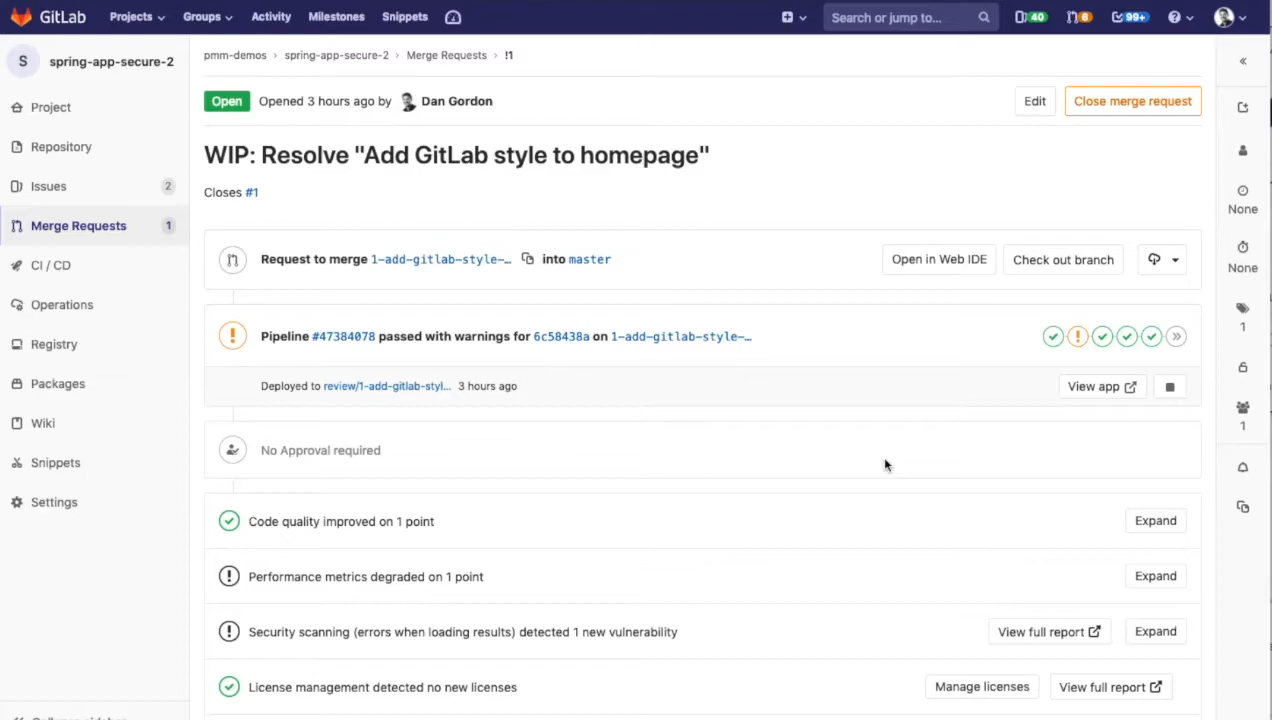 GitLab Projects Groups Activity Milestones Snippets Search or jump to... 40 6 99+
S spring-app-secure-2
pmm-demos › spring-app-secure-2 › Merge Requests › !1
Open Opened 3 hours ago by Dan Gordon Edit Close merge request
Project
Repository
Issues 2
Merge Requests 1
CI / CD
Operations
Registry
Packages
Wiki
Snippets
Settings
WIP: Resolve "Add GitLab style to homepage"
Closes #1
Request to merge 1-add-gitlab-style-… into master Open in Web IDE Check out branch
Pipeline #47384078 passed with warnings for 6c58438a on 1-add-gitlab-style-…
Deployed to review/1-add-gitlab-styl... 3 hours ago View app
No Approval required
Code quality improved on 1 point Expand
Performance metrics degraded on 1 point Expand
Security scanning (errors when loading results) detected 1 new vulnerability View full report Expand
License management detected no new licenses Manage licenses View full report
None
None
1
1